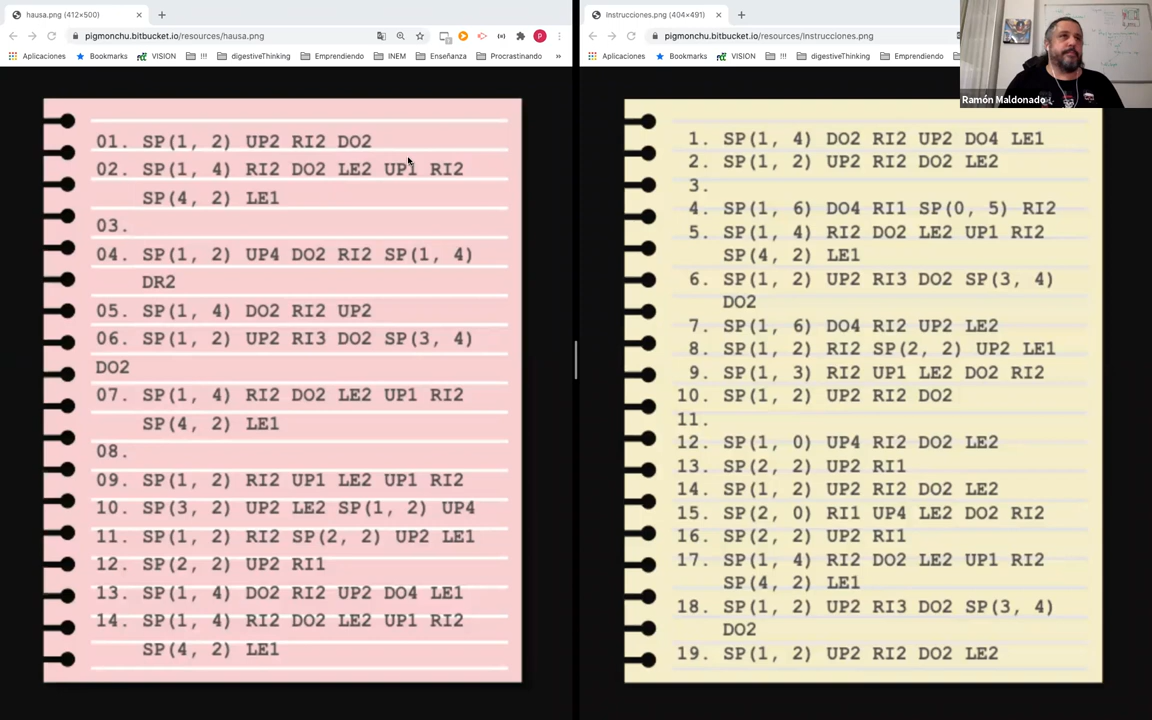 hausa.png (412×500)
pigmonchu.bitbucket.io/resources/hausa.png
Aplicaciones Bookmarks VISION !!! digestiveThinking Emprendiendo INEM Enseñanza Procrastinando »
01. SP(1, 2) UP2 RI2 DO2
02. SP(1, 4) RI2 DO2 LE2 UP1 RI2
SP(4, 2) LE1
03.
04. SP(1, 2) UP4 DO2 RI2 SP(1, 4)
DR2
05. SP(1, 4) DO2 RI2 UP2
06. SP(1, 2) UP2 RI3 DO2 SP(3, 4)
DO2
07. SP(1, 4) RI2 DO2 LE2 UP1 RI2
SP(4, 2) LE1
08.
09. SP(1, 2) RI2 UP1 LE2 UP1 RI2
10. SP(3, 2) UP2 LE2 SP(1, 2) UP4
11. SP(1, 2) RI2 SP(2, 2) UP2 LE1
12. SP(2, 2) UP2 RI1
13. SP(1, 4) DO2 RI2 UP2 DO4 LE1
14. SP(1, 4) RI2 DO2 LE2 UP1 RI2
SP(4, 2) LE1
instrucciones.png (404×491)
pigmonchu.bitbucket.io/resources/instrucciones.png
Aplicaciones Bookmarks VISION !!! digestiveThinking Emprendiendo
Ramón Maldonado
1. SP(1, 4) DO2 RI2 UP2 DO4 LE1
2. SP(1, 2) UP2 RI2 DO2 LE2
3.
4. SP(1, 6) DO4 RI1 SP(0, 5) RI2
5. SP(1, 4) RI2 DO2 LE2 UP1 RI2
SP(4, 2) LE1
6. SP(1, 2) UP2 RI3 DO2 SP(3, 4)
DO2
7. SP(1, 6) DO4 RI2 UP2 LE2
8. SP(1, 2) RI2 SP(2, 2) UP2 LE1
9. SP(1, 3) RI2 UP1 LE2 DO2 RI2
10. SP(1, 2) UP2 RI2 DO2
11.
12. SP(1, 0) UP4 RI2 DO2 LE2
13. SP(2, 2) UP2 RI1
14. SP(1, 2) UP2 RI2 DO2 LE2
15. SP(2, 0) RI1 UP4 LE2 DO2 RI2
16. SP(2, 2) UP2 RI1
17. SP(1, 4) RI2 DO2 LE2 UP1 RI2
SP(4, 2) LE1
18. SP(1, 2) UP2 RI3 DO2 SP(3, 4)
DO2
19. SP(1, 2) UP2 RI2 DO2 LE2